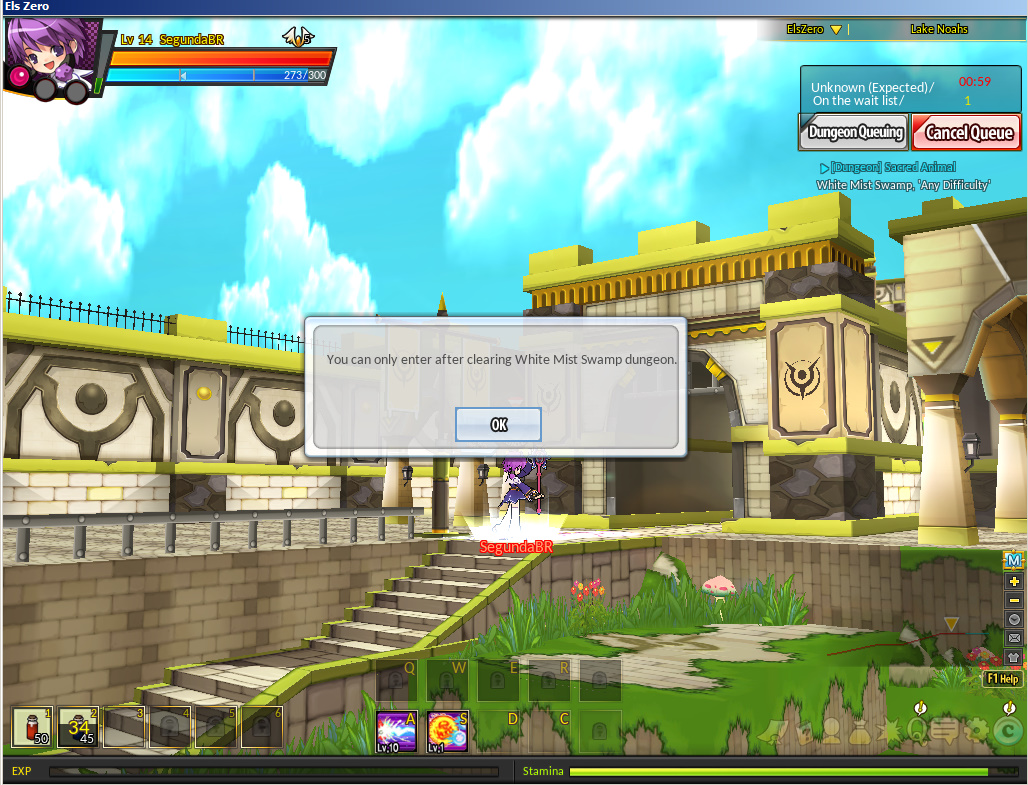 Els Zero
Lv 14 SegundaBR
5
273/300
ElsZero
Lake Noahs
Unknown (Expected)/
00:59
On the wait list/
1
Dungeon Queuing
Cancel Queue
[Dungeon] Sacred Animal
White Mist Swamp, 'Any Difficulty'
You can only enter after clearing White Mist Swamp dungeon.
OK
SegundaBR
M
F1 Help
Q W E R
1 2 3 4 5 6
50
34
45
A S D C
Lv.10
Lv.1
C
EXP
Stamina